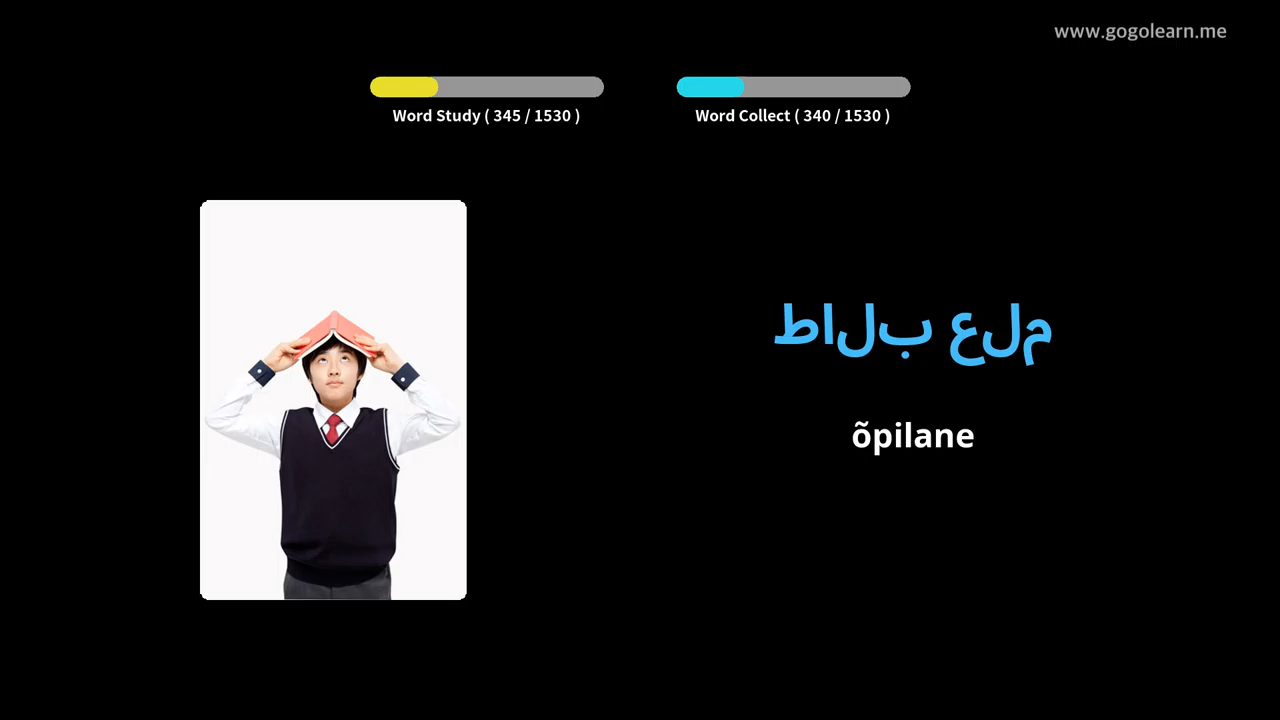 www.gogolearn.me
Word Study ( 345 / 1530 )
Word Collect ( 340 / 1530 )
طالب علم
õpilane